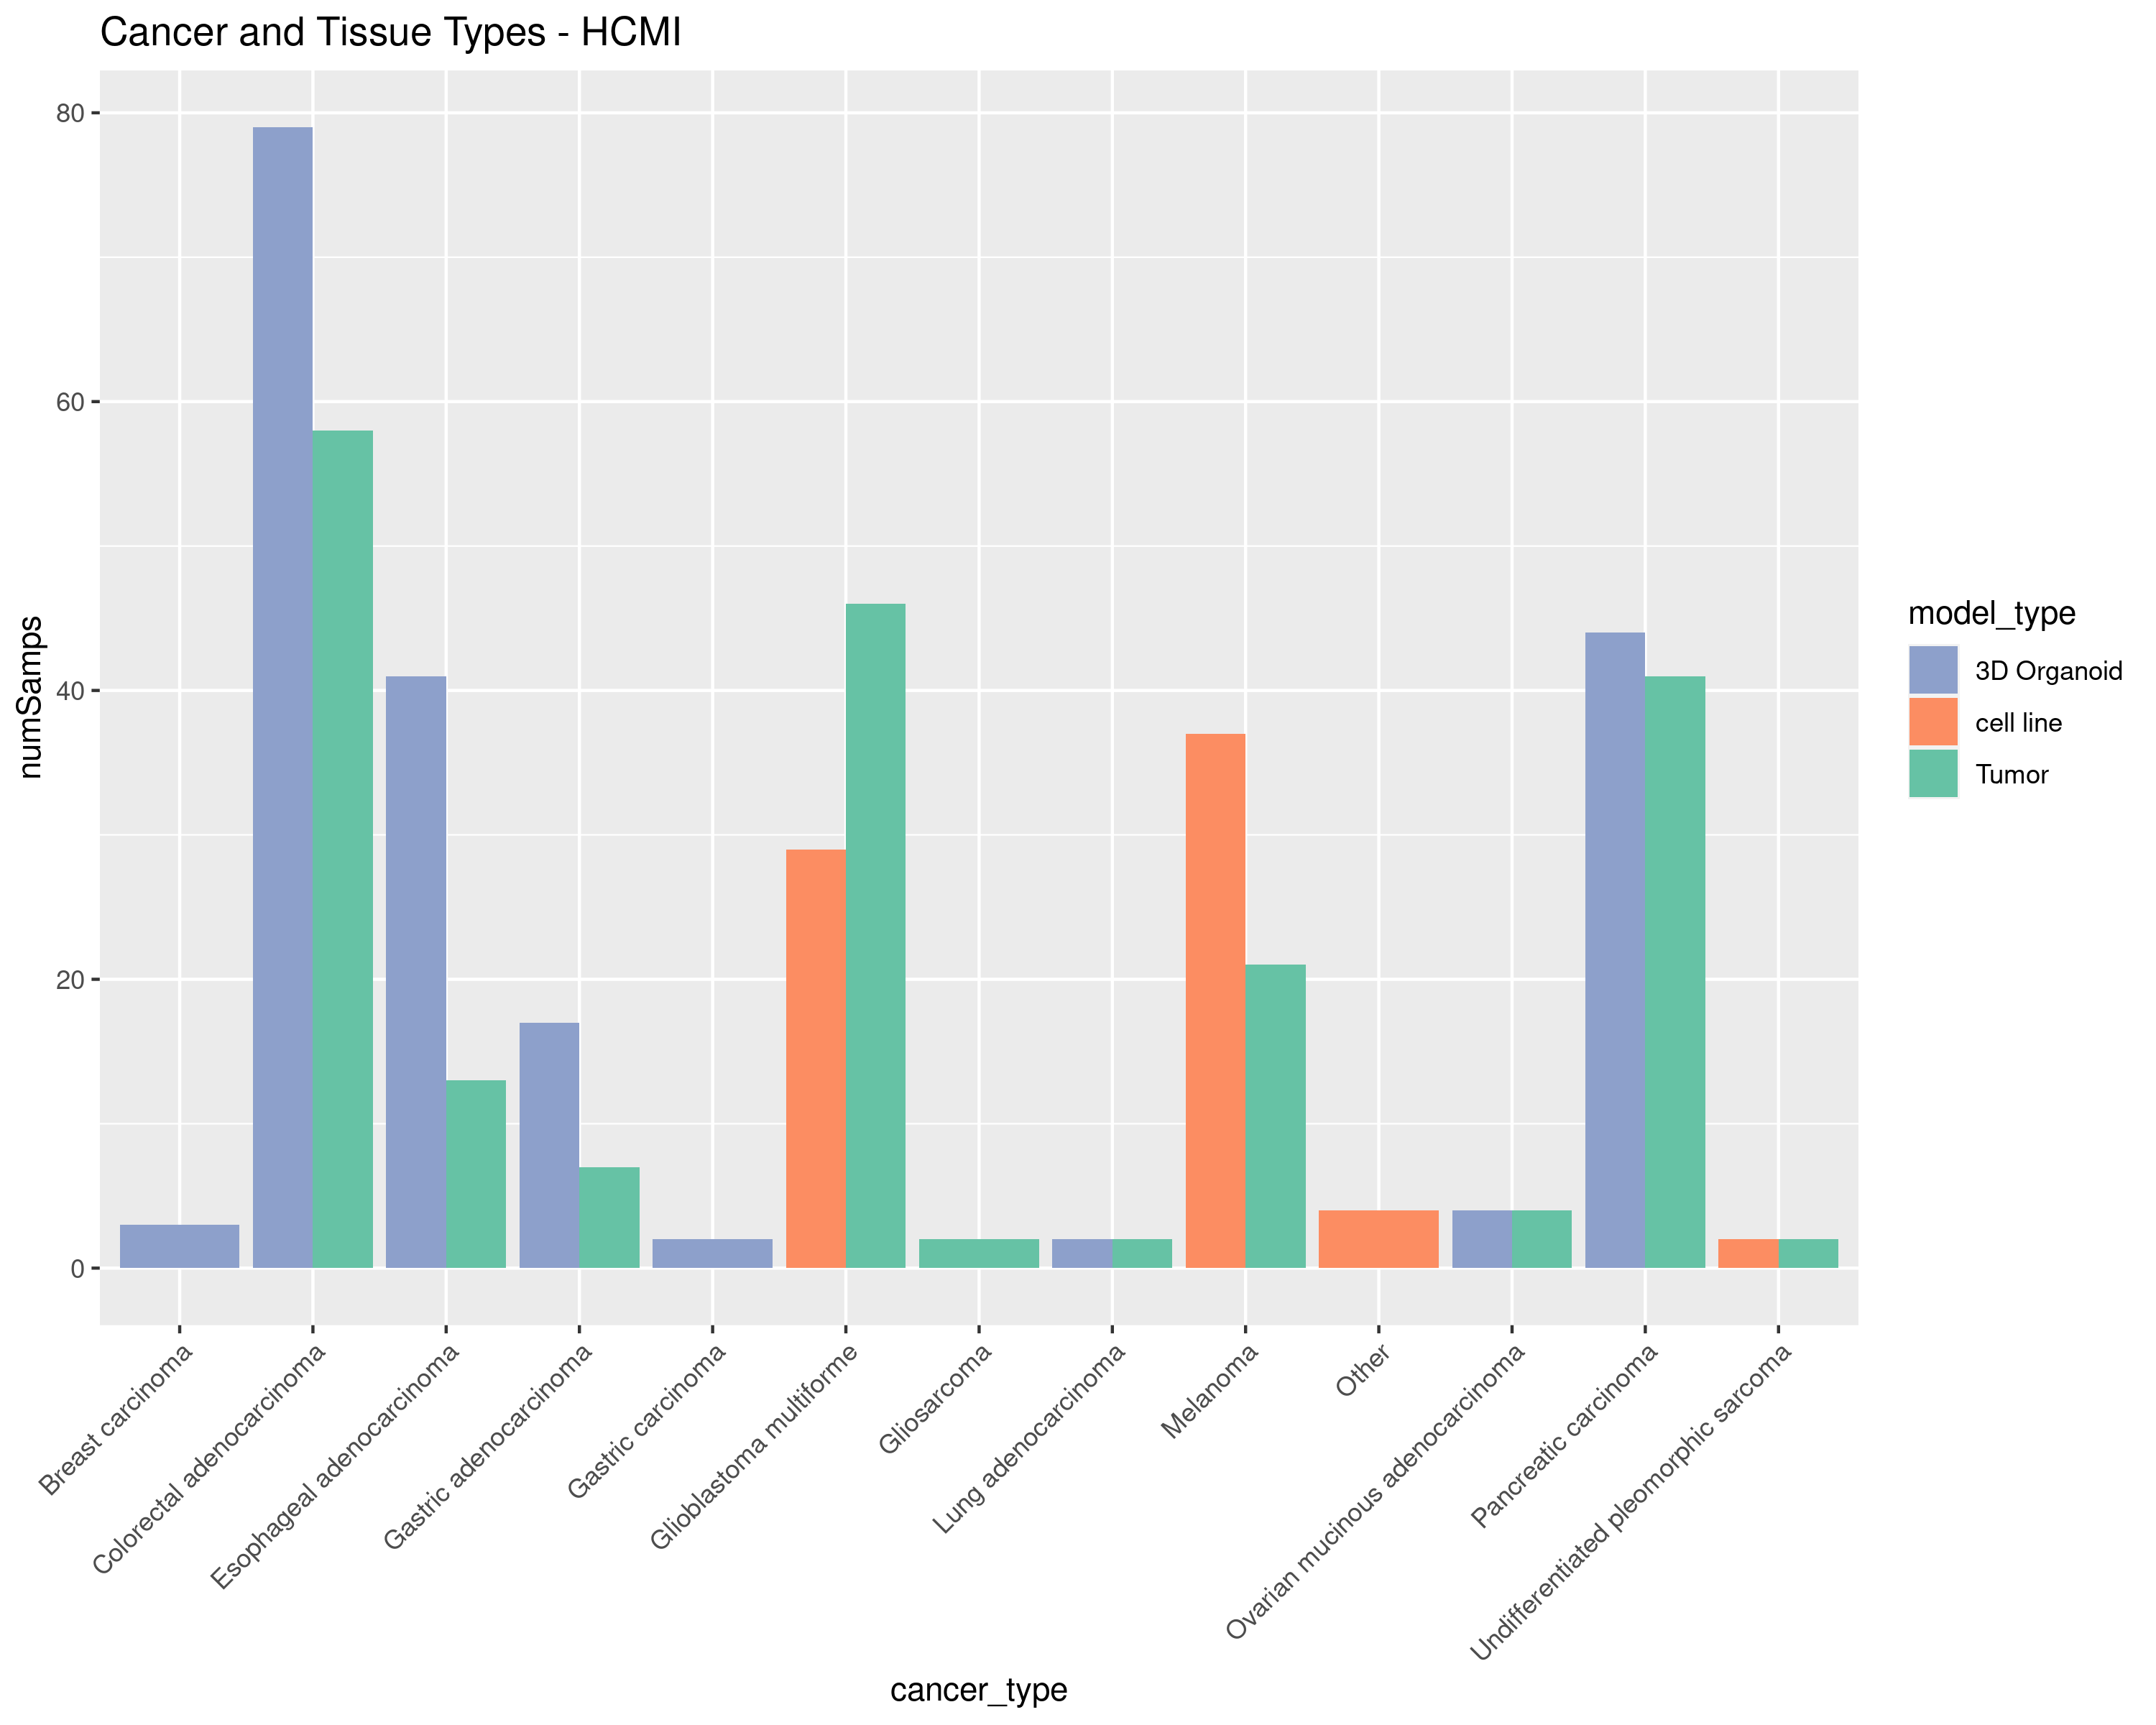 Cancer and Tissue Types - HCMI
numSamps
80
60
40
20
0
Breast carcinoma
Colorectal adenocarcinoma
Esophageal adenocarcinoma
Gastric adenocarcinoma
Gastric carcinoma
Glioblastoma multiforme
Gliosarcoma
Lung adenocarcinoma
Melanoma
Other
Ovarian mucinous adenocarcinoma
Pancreatic carcinoma
Undifferentiated pleomorphic sarcoma
cancer_type
model_type
3D Organoid
cell line
Tumor